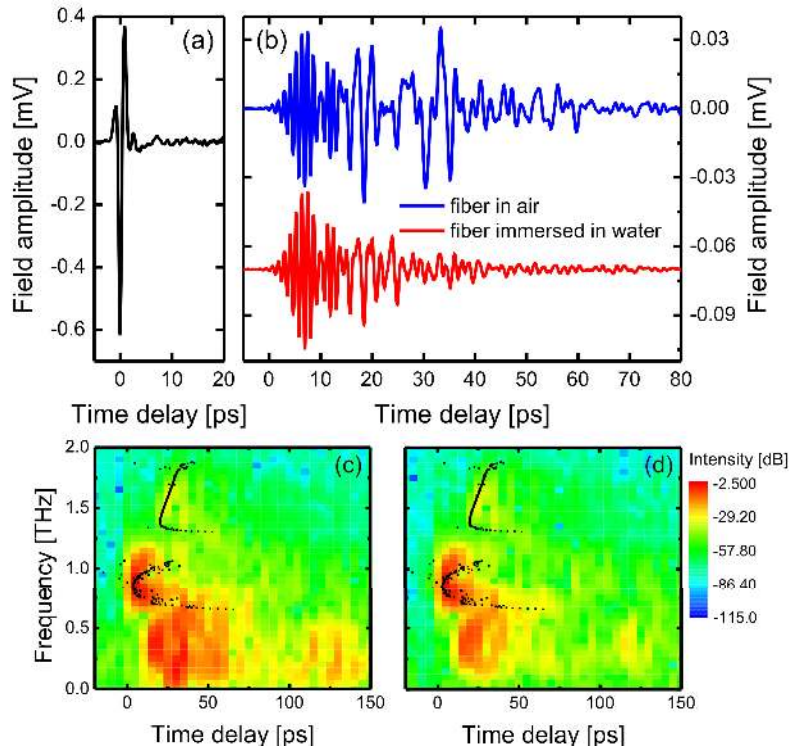 (a)
(b)
Field amplitude [mV]
0.4
0.2
0.0
-0.2
-0.4
-0.6
0 10 20
Time delay [ps]
fiber in air
fiber immersed in water
0.03
0.00
-0.03
-0.06
-0.09
Field amplitude [mV]
0 10 20 30 40 50 60 70 80
Time delay [ps]
(c)
(d)
Frequency [THz]
2.0
1.5
1.0
0.5
0.0
0 50 100 150
Time delay [ps]
0 50 100 150
Time delay [ps]
Intensity [dB]
-2.500
-29.20
-57.80
-86.40
-115.0